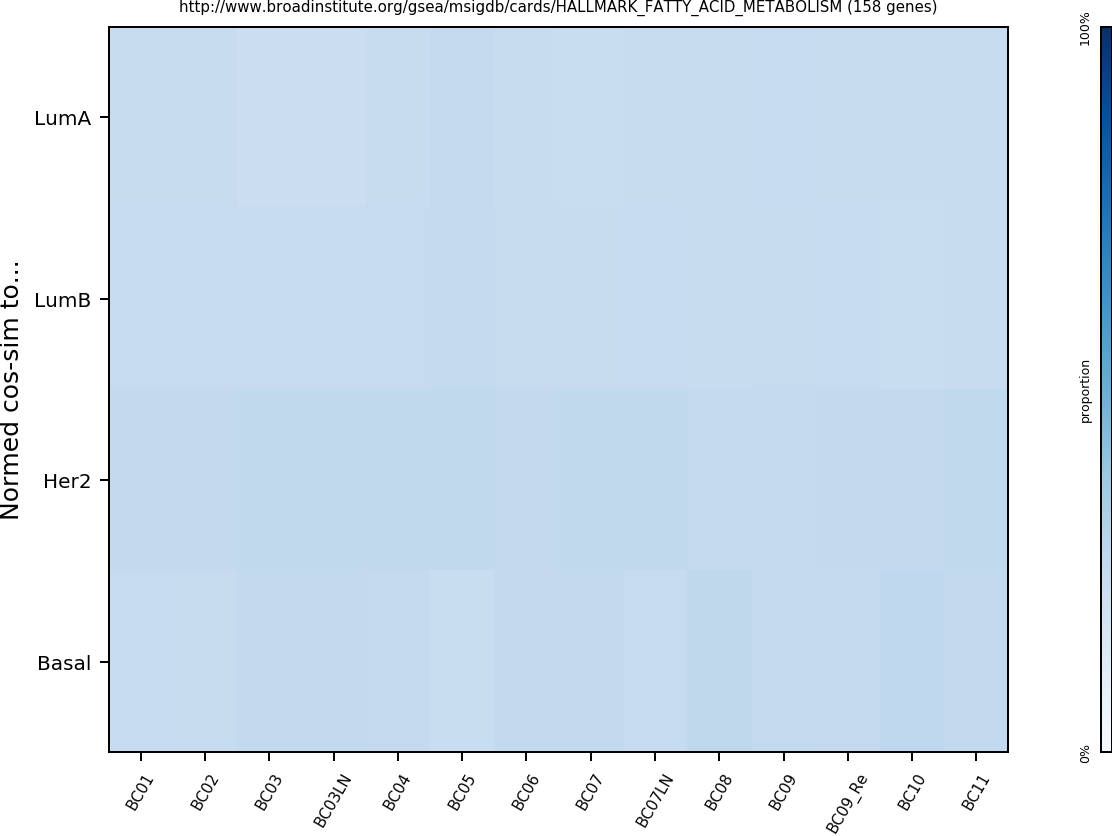 http://www.broadinstitute.org/gsea/msigdb/cards/HALLMARK_FATTY_ACID_METABOLISM (158 genes)
Normed cos-sim to...
LumA
LumB
Her2
Basal
BC01
BC02
BC03
BC03LN
BC04
BC05
BC06
BC07
BC07LN
BC08
BC09
BC09_Re
BC10
BC11
100%
proportion
0%